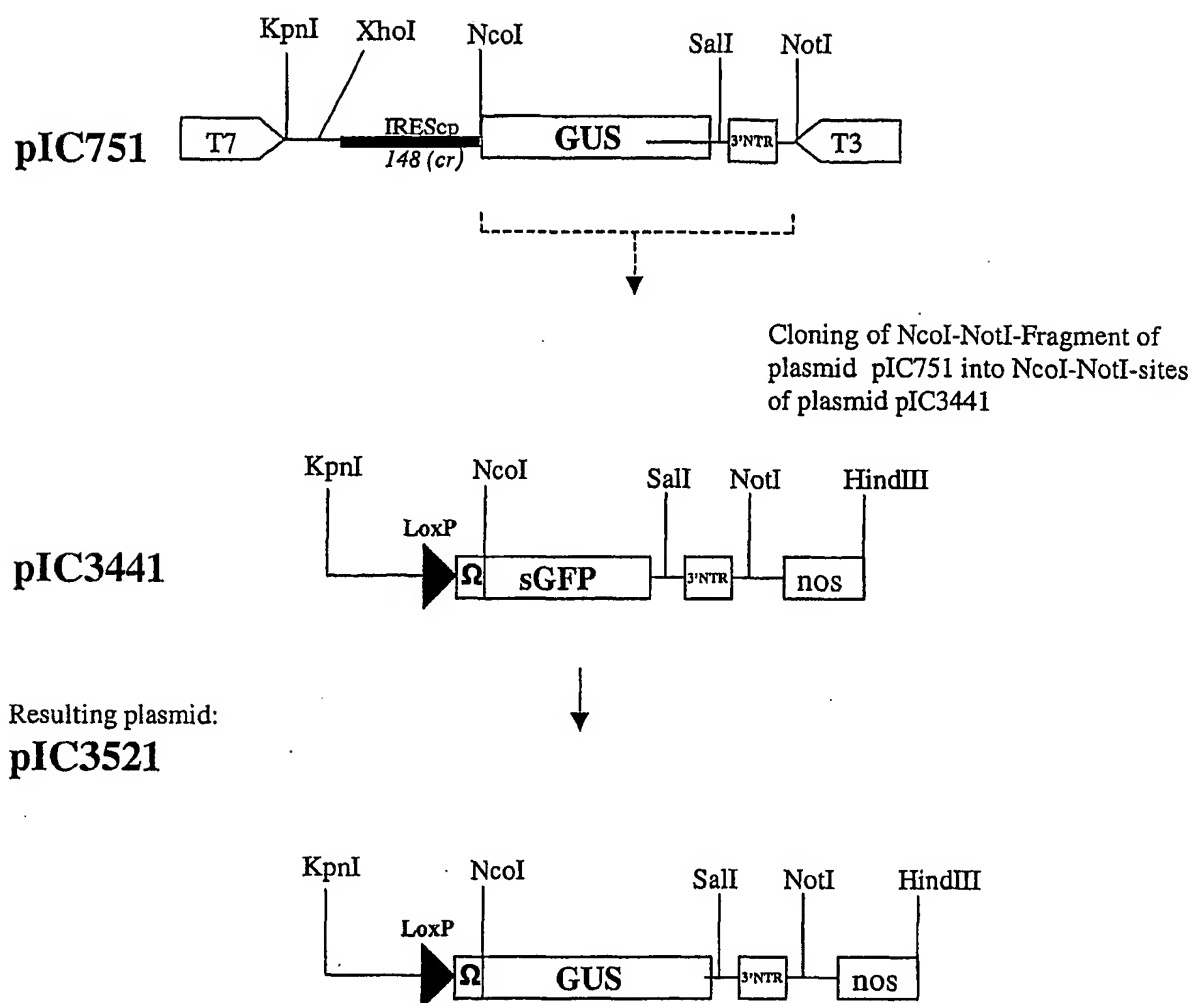 KpnI XhoI NcoI SalI NotI
pIC751 T7 IREScp GUS 3'NTR T3
148 (cr)
Cloning of NcoI-NotI-Fragment of
plasmid pIC751 into NcoI-NotI-sites
of plasmid pIC3441
KpnI NcoI SalI NotI HindIII
LoxP
pIC3441 Ω sGFP 3'NTR nos
Resulting plasmid:
pIC3521
KpnI NcoI SalI NotI HindIII
LoxP
Ω GUS 3'NTR nos